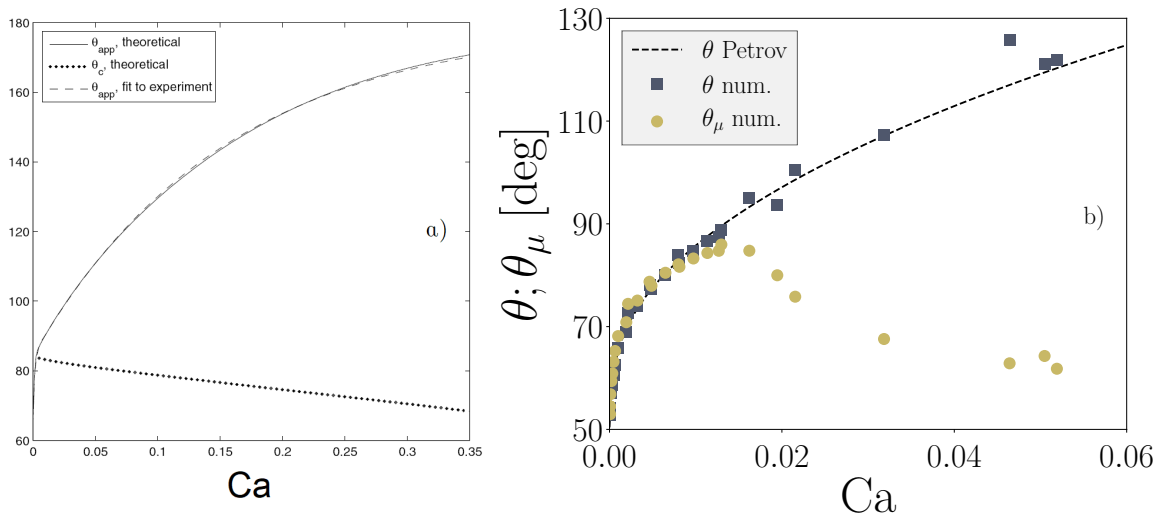 180
160
140
120
100
80
60
θapp, theoretical
θc, theoretical
θapp, fit to experiment
a)
0 0.05 0.1 0.15 0.2 0.25 0.3 0.35
Ca
130
110
90
70
50
θ; θμ [deg]
θ Petrov
θ num.
θμ num.
b)
0.00 0.02 0.04 0.06
Ca